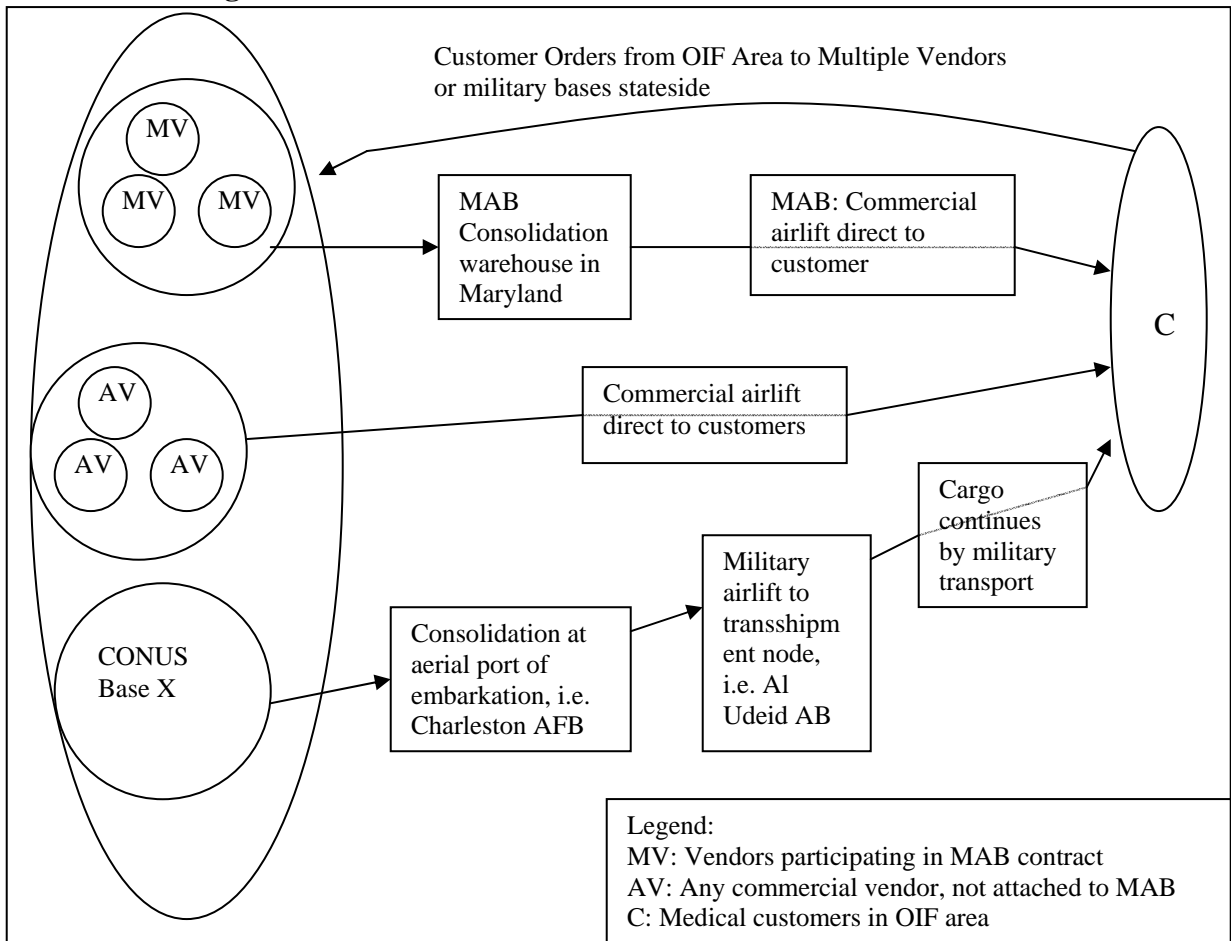 Customer Orders from OIF Area to Multiple Vendors
or military bases stateside
MV
MV
MV
MAB
Consolidation
warehouse in
Maryland
MAB: Commercial
airlift direct to
customer
C
AV
AV
AV
Commercial airlift
direct to customers
Cargo
continues
by military
transport
Military
airlift to
transshipm
ent node,
i.e. Al
Udeid AB
Consolidation at
aerial port of
embarkation, i.e.
Charleston AFB
CONUS
Base X
Legend:
MV: Vendors participating in MAB contract
AV: Any commercial vendor, not attached to MAB
C: Medical customers in OIF area